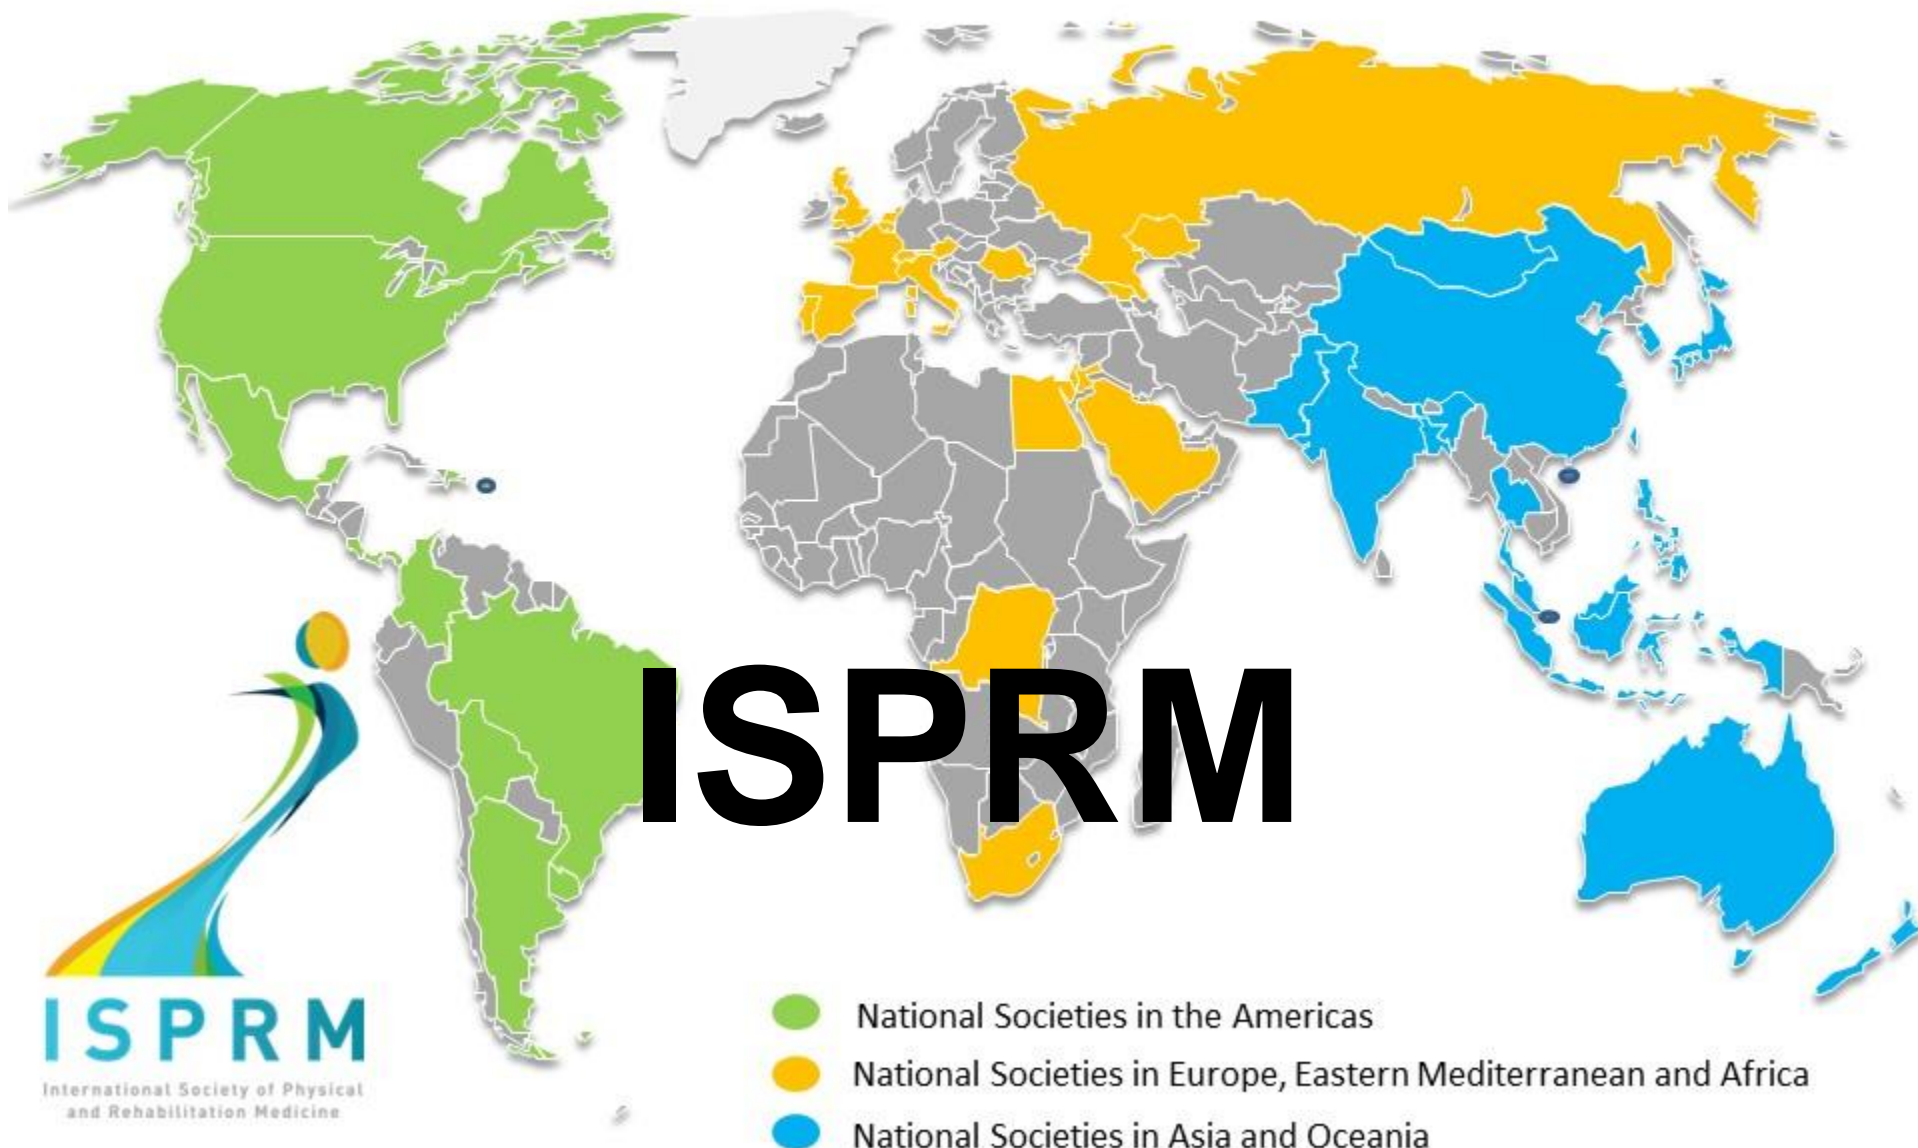 ISPRM
ISPRM
International Society of Physical
and Rehabilitation Medicine
National Societies in the Americas
National Societies in Europe, Eastern Mediterranean and Africa
National Societies in Asia and Oceania